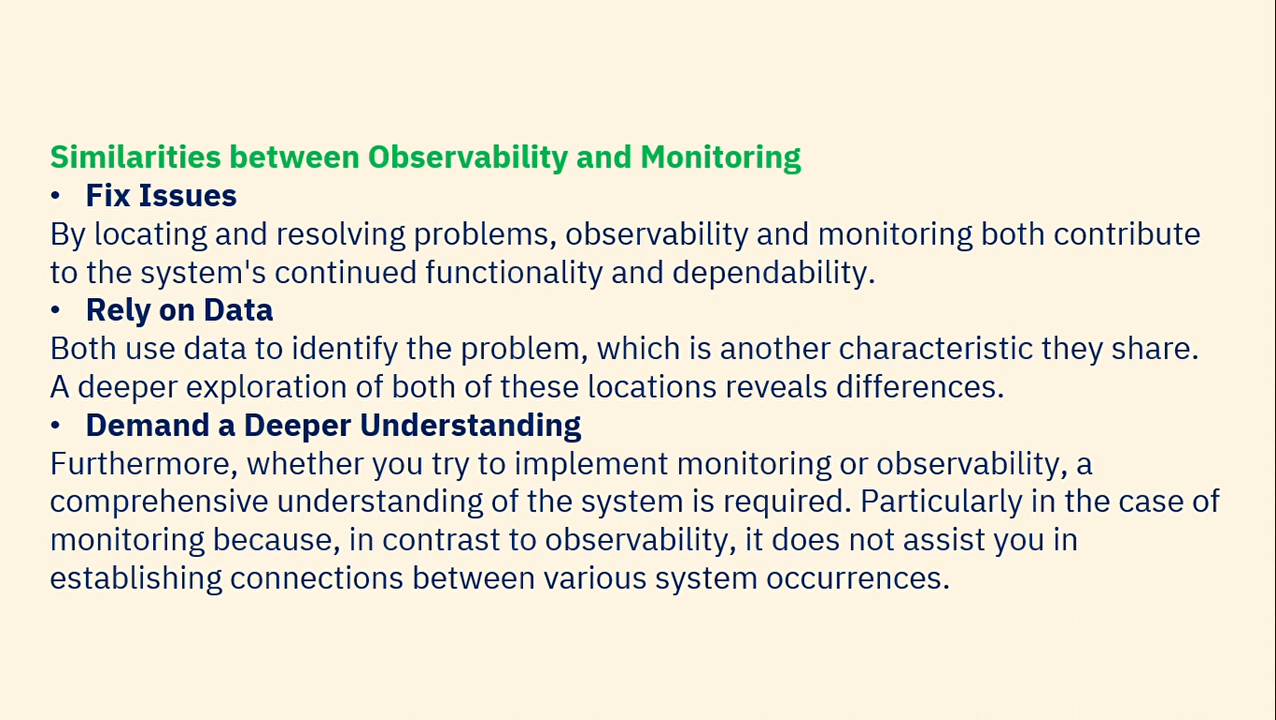 Similarities between Observability and Monitoring
• Fix Issues
By locating and resolving problems, observability and monitoring both contribute
to the system's continued functionality and dependability.
• Rely on Data
Both use data to identify the problem, which is another characteristic they share.
A deeper exploration of both of these locations reveals differences.
• Demand a Deeper Understanding
Furthermore, whether you try to implement monitoring or observability, a
comprehensive understanding of the system is required. Particularly in the case of
monitoring because, in contrast to observability, it does not assist you in
establishing connections between various system occurrences.